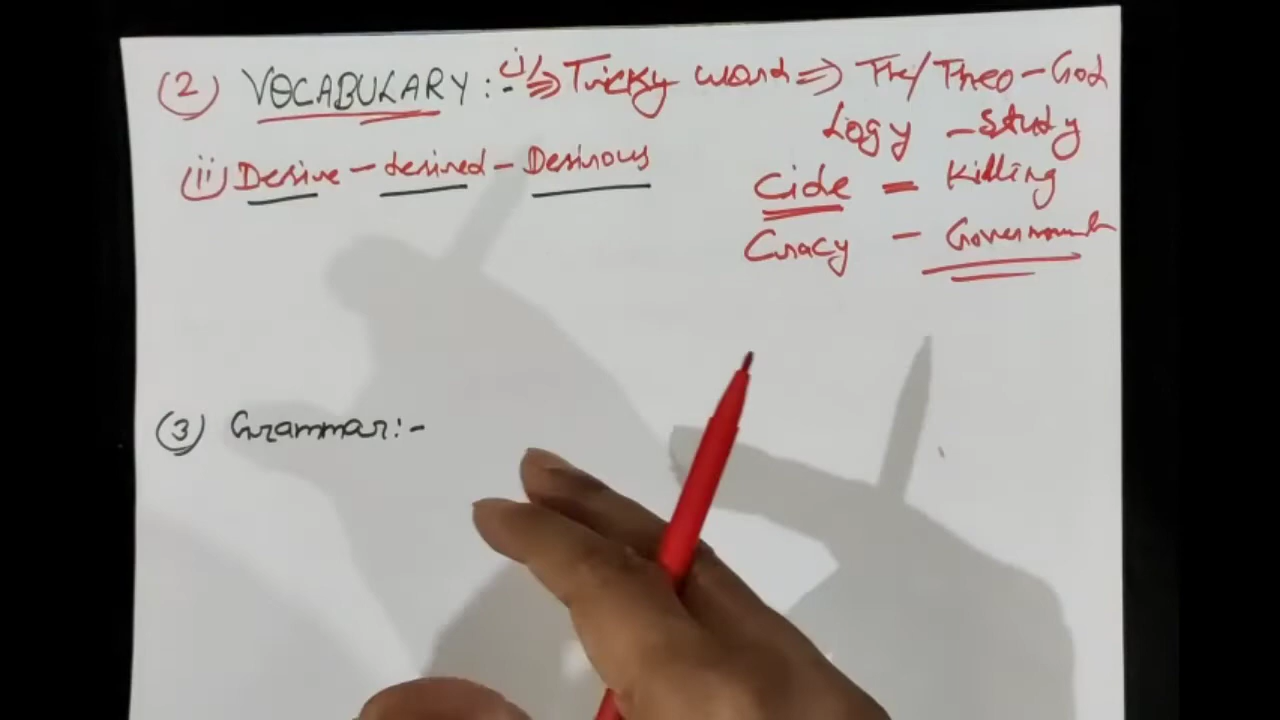 (2) VOCABULARY :- (i) ⇒ Tricky word ⇒ The/Theo - God
Logy - Study
(ii) Desire - desired - Desirous
Cide = Killing
Cracy - Government
(3) Grammar :-